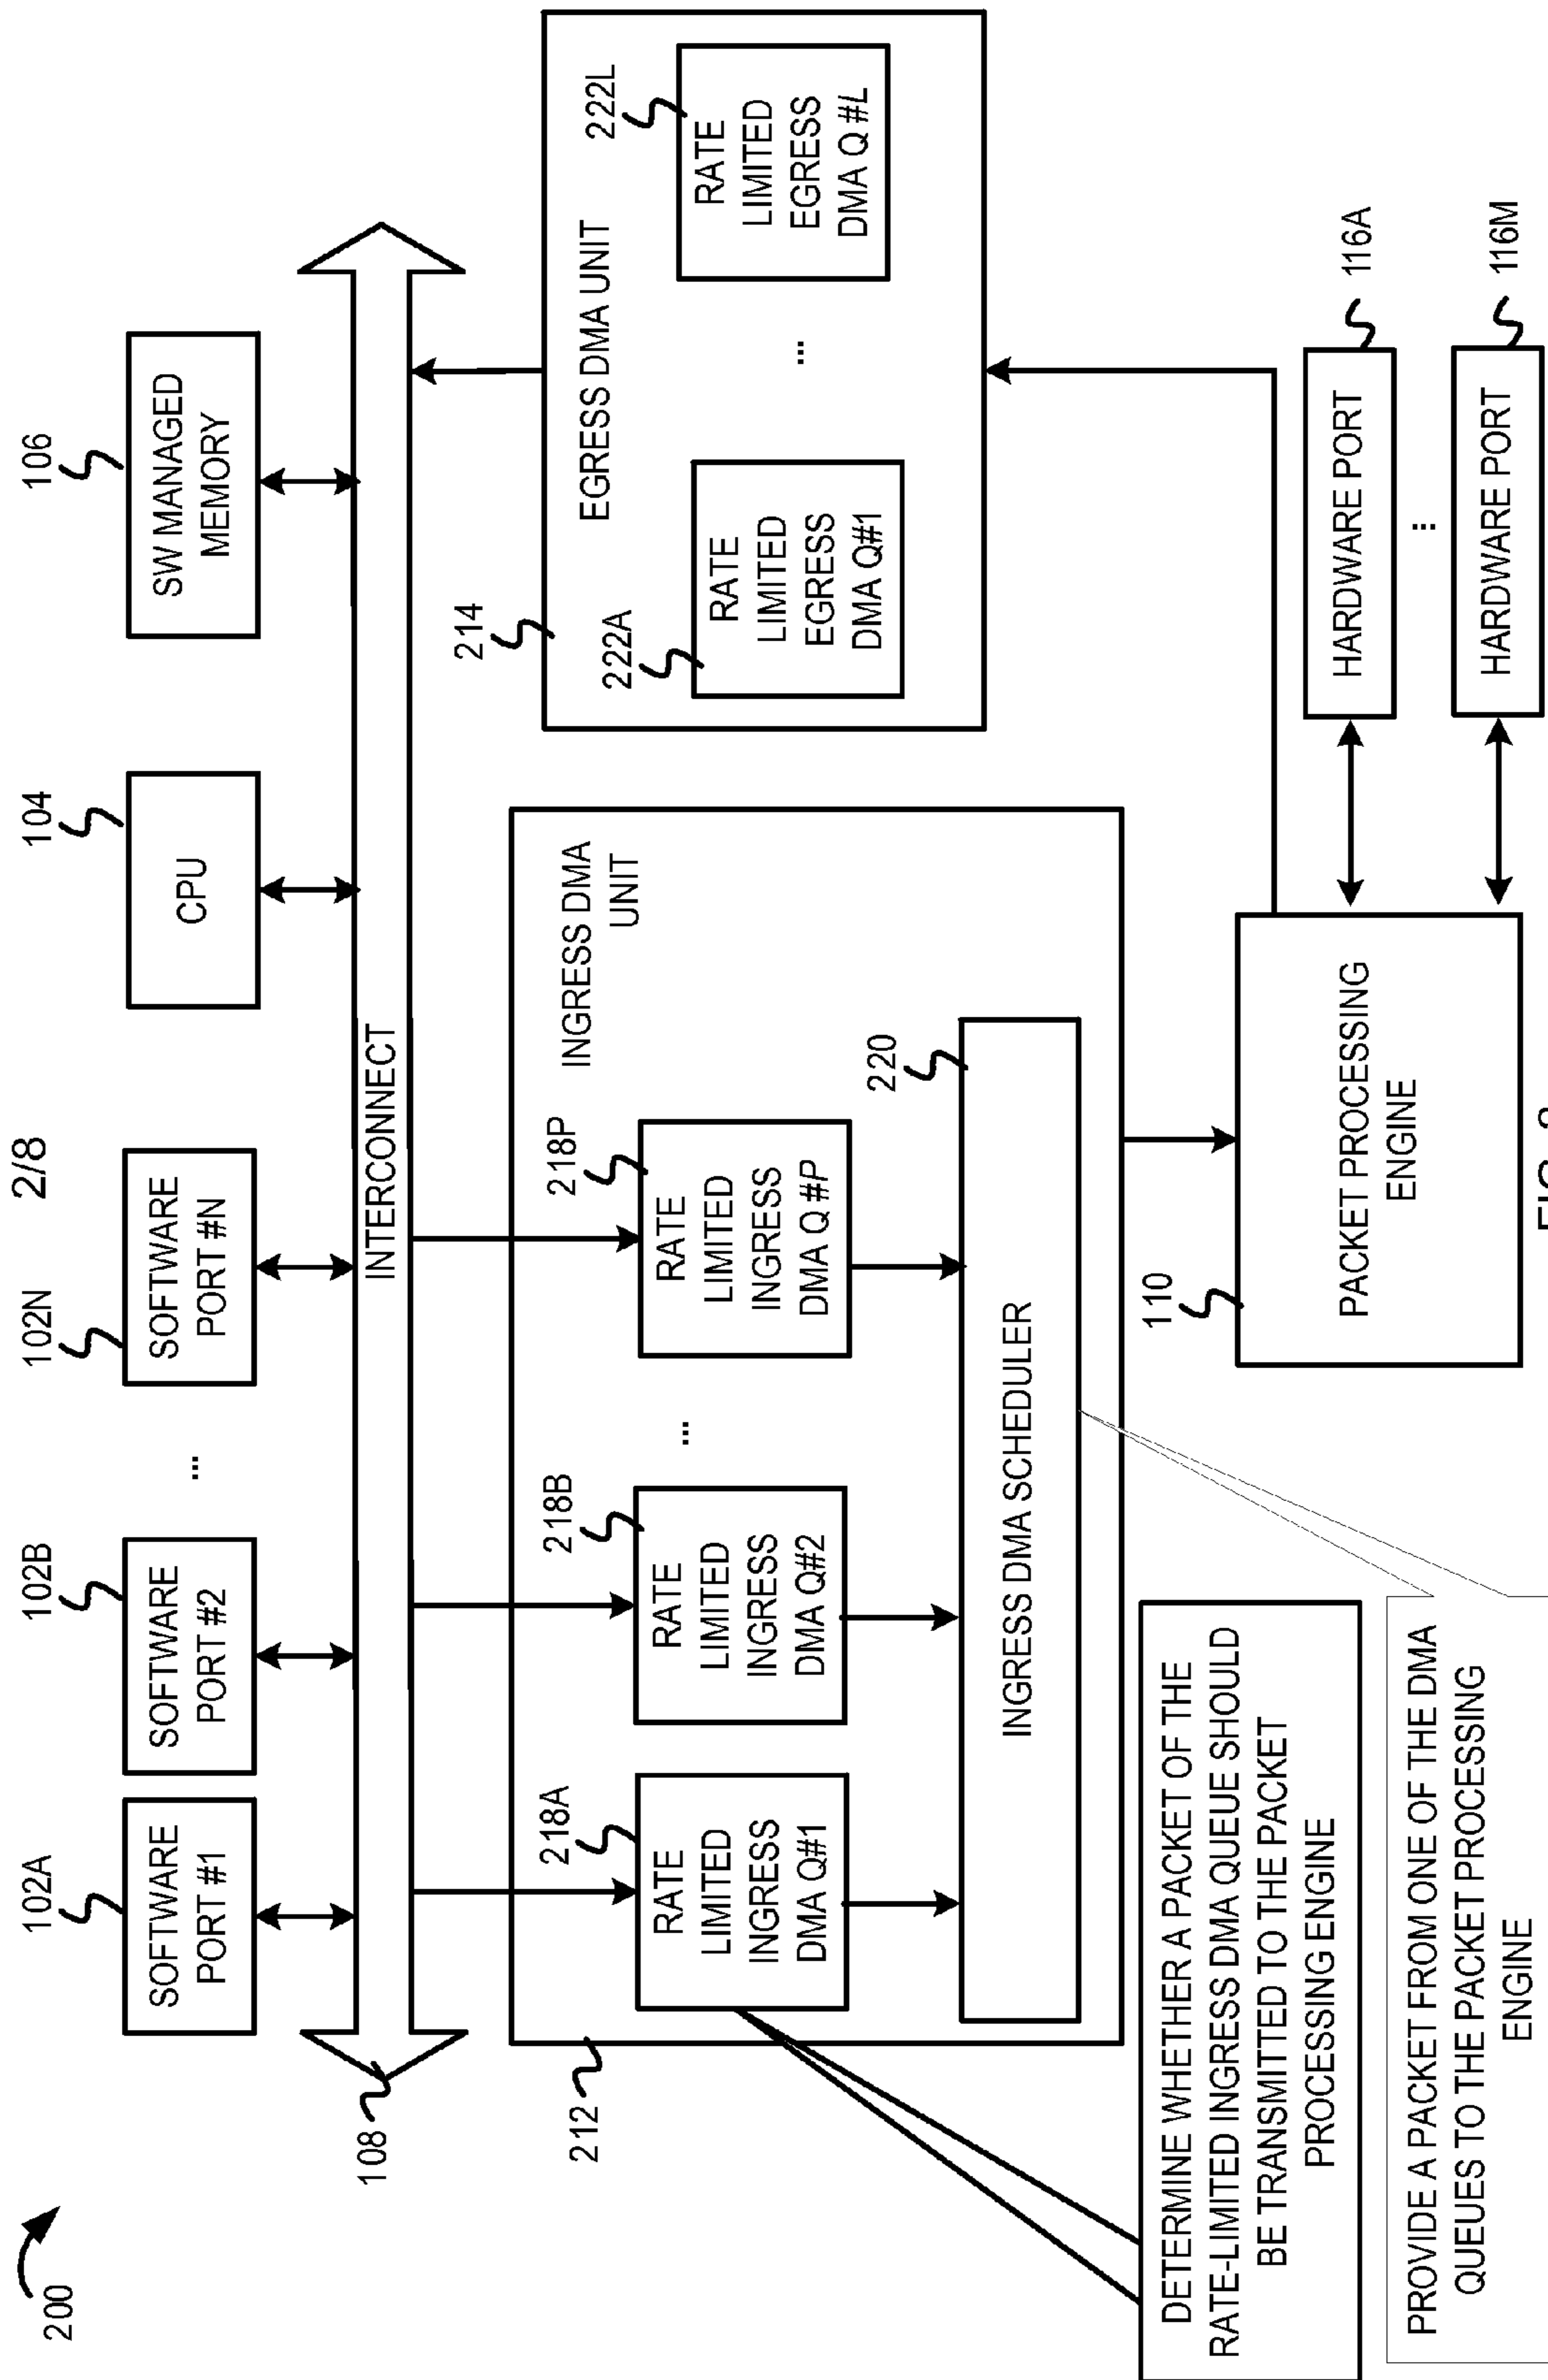 2/8
200
102A
SOFTWARE
PORT #1
102B
SOFTWARE
PORT #2
...
102N
SOFTWARE
PORT #N
104
CPU
106
SW MANAGED
MEMORY
108
INTERCONNECT
212
INGRESS DMA
UNIT
218A
RATE
LIMITED
INGRESS
DMA Q#1
218B
RATE
LIMITED
INGRESS
DMA Q#2
...
218P
RATE
LIMITED
INGRESS
DMA Q #P
220
INGRESS DMA SCHEDULER
214
EGRESS DMA UNIT
222A
RATE
LIMITED
EGRESS
DMA Q#1
...
222L
RATE
LIMITED
EGRESS
DMA Q #L
DETERMINE WHETHER A PACKET OF THE
RATE-LIMITED INGRESS DMA QUEUE SHOULD
BE TRANSMITTED TO THE PACKET
PROCESSING ENGINE
PROVIDE A PACKET FROM ONE OF THE DMA
QUEUES TO THE PACKET PROCESSING
ENGINE
110
PACKET PROCESSING
ENGINE
HARDWARE PORT
116A
...
HARDWARE PORT
116M
FIG.